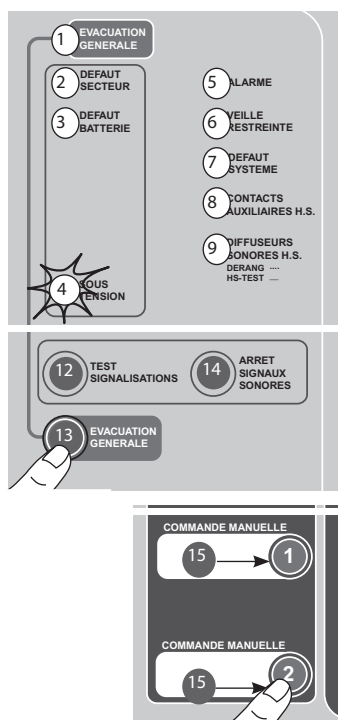 1 EVACUATION
GENERALE
2 DEFAUT
SECTEUR
3 DEFAUT
BATTERIE
4 SOUS
TENSION
5 ALARME
6 VEILLE
RESTREINTE
7 DEFAUT
SYSTEME
8 CONTACTS
AUXILIAIRES H.S.
9 DIFFUSEURS
SONORES H.S.
DERANG ····
HS-TEST —
12 TEST
SIGNALISATIONS
14 ARRET
SIGNAUX
SONORES
13 EVACUATION
GENERALE
COMMANDE MANUELLE
15 1
COMMANDE MANUELLE
15 2